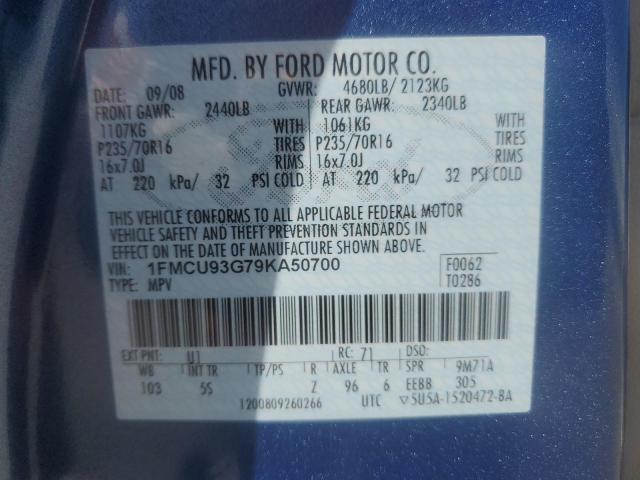 MFD. BY FORD MOTOR CO.
DATE: 09/08 GVWR: 4680LB/ 2123KG
FRONT GAWR: 2440LB REAR GAWR: 2340LB
1107KG WITH 1061KG WITH
P235/70R16 TIRES P235/70R16 TIRES
16x7.0J RIMS 16x7.0J RIMS
AT 220 kPa/ 32 PSI COLD AT 220 kPa/ 32 PSI COLD
THIS VEHICLE CONFORMS TO ALL APPLICABLE FEDERAL MOTOR
VEHICLE SAFETY AND THEFT PREVENTION STANDARDS IN
EFFECT ON THE DATE OF MANUFACTURE SHOWN ABOVE.
VIN: 1FMCU93G79KA50700 F0062
TYPE: MPV T0286
EXT PNT: U1 RC: 71 DSO:
WB INT TR TP/PS R AXLE TR SPR 9M71A
103 5S Z 96 6 EEBB 305
1200809260266 UTC ▽5U5A-1520472-BA